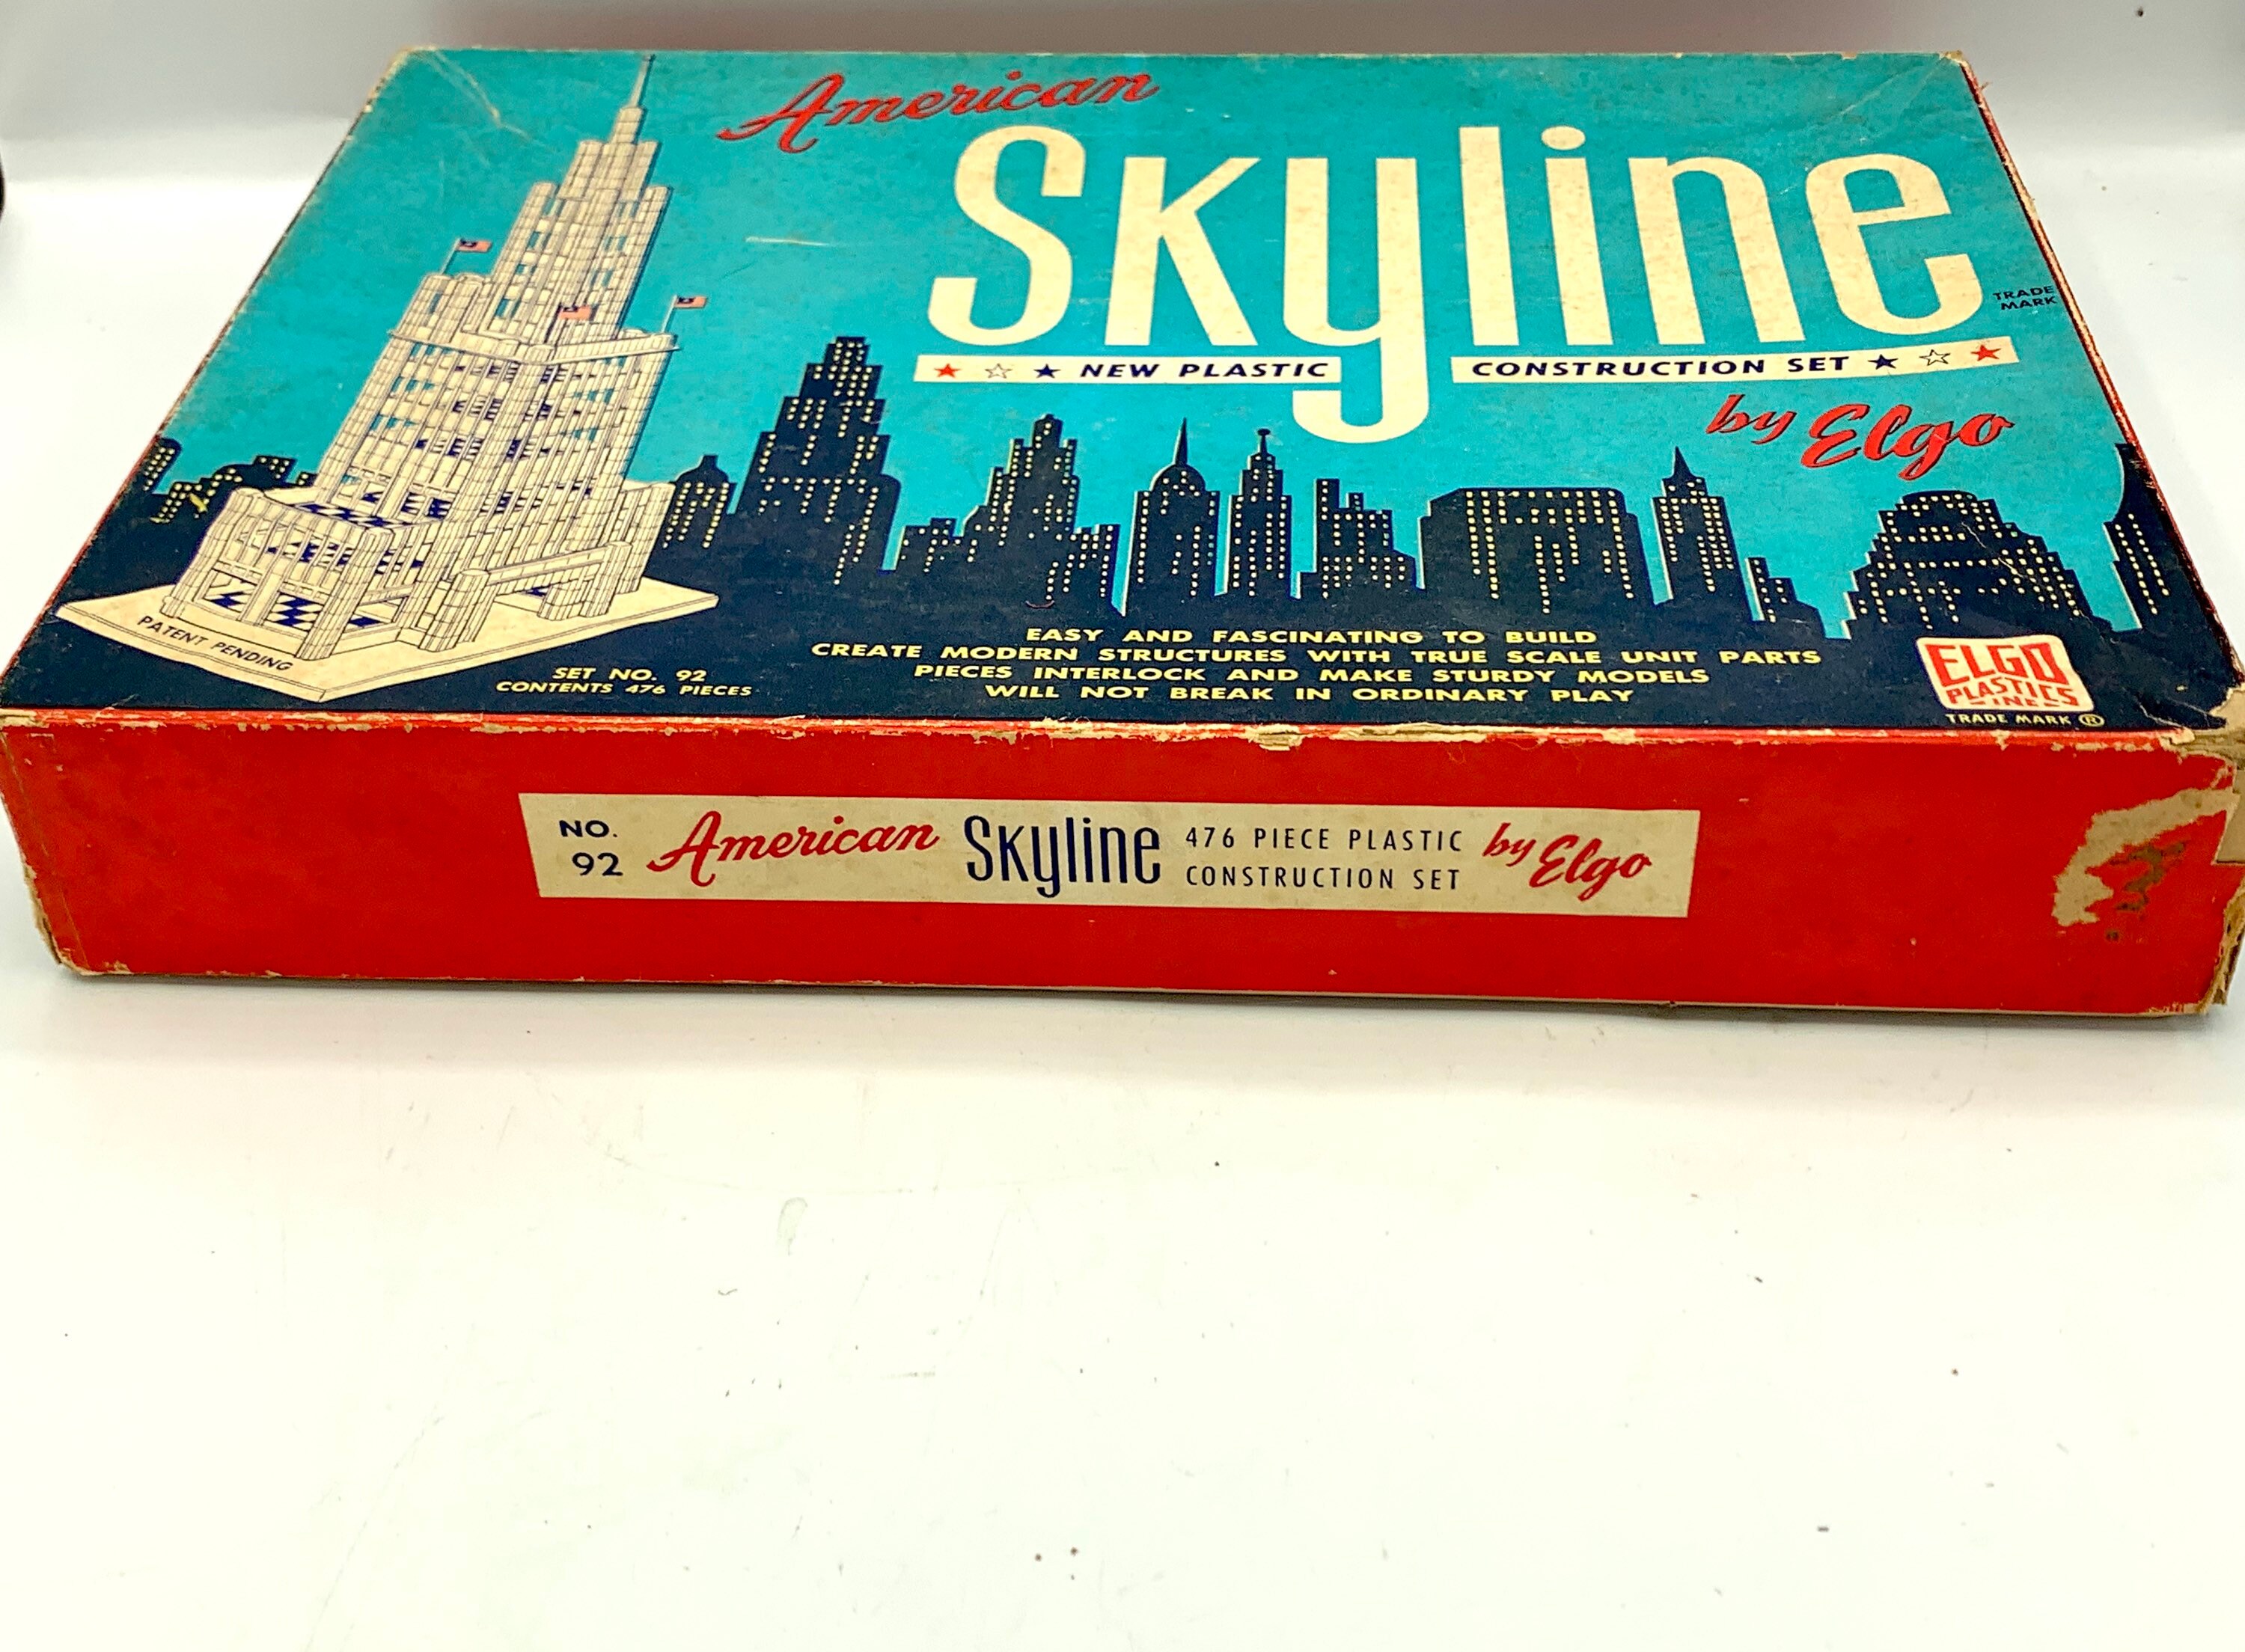 American
Skyline
TRADE
MARK
NEW PLASTIC CONSTRUCTION SET
by Elgo
PATENT PENDING
SET NO. 92
CONTENTS 476 PIECES
EASY AND FASCINATING TO BUILD
CREATE MODERN STRUCTURES WITH TRUE SCALE UNIT PARTS
PIECES INTERLOCK AND MAKE STURDY MODELS
WILL NOT BREAK IN ORDINARY PLAY
ELGO
PLASTICS
INC
TRADE MARK ®
NO.
92
American Skyline
476 PIECE PLASTIC
CONSTRUCTION SET
by Elgo